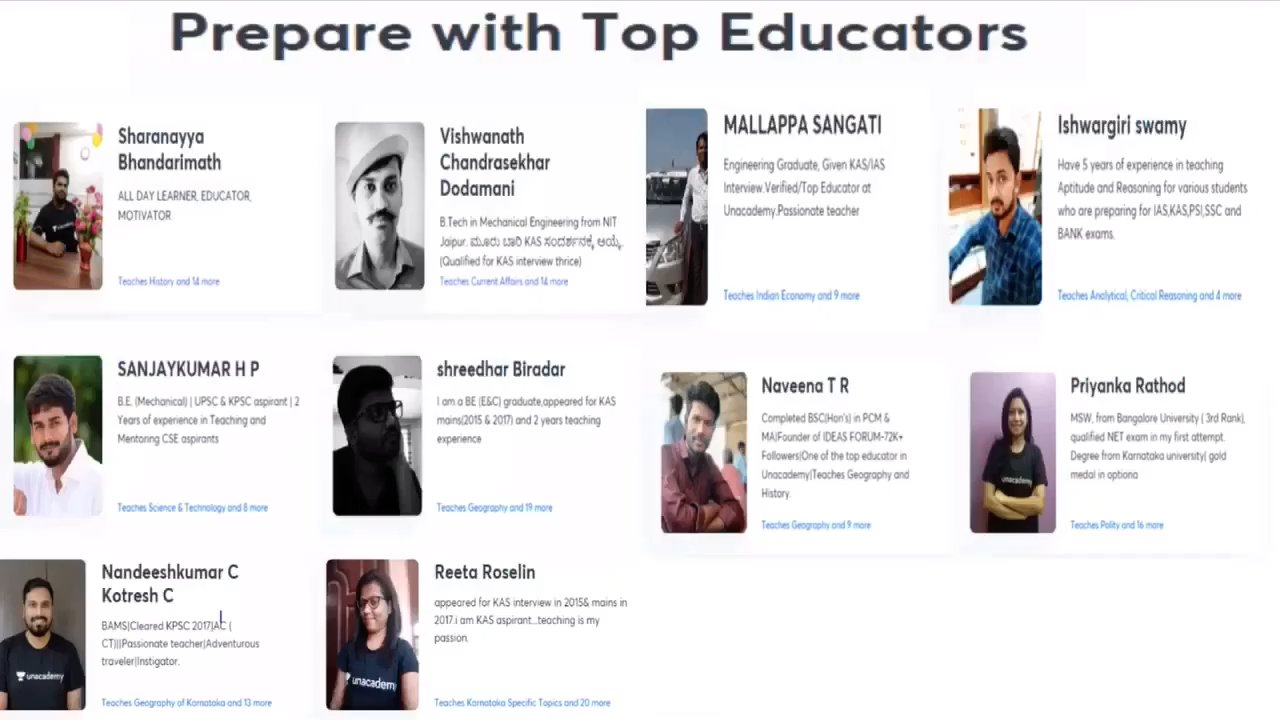 Prepare with Top Educators
Sharanayya
Bhandarimath
ALL DAY LEARNER, EDUCATOR,
MOTIVATOR
Teaches History and 14 more
Vishwanath
Chandrasekhar
Dodamani
B.Tech in Mechanical Engineering from NIT
Jaipur. ಮೂರು ಬಾರಿ KAS ಸಂದರ್ಶನಕ್ಕೆ ಆಯ್ಕೆ.
(Qualified for KAS interview thrice)
Teaches Current Affairs and 14 more
MALLAPPA SANGATI
Engineering Graduate, Given KAS/IAS
Interview.Verified/Top Educator at
Unacademy.Passionate teacher
Teaches Indian Economy and 9 more
Ishwargiri swamy
Have 5 years of experience in teaching
Aptitude and Reasoning for various students
who are preparing for IAS,KAS,PSI,SSC and
BANK exams.
Teaches Analytical, Critical Reasoning and 4 more
SANJAYKUMAR H P
B.E. (Mechanical) | UPSC & KPSC aspirant | 2
Years of experience in Teaching and
Mentoring CSE aspirants
Teaches Science & Technology and 8 more
shreedhar Biradar
I am a BE (E&C) graduate,appeared for KAS
mains(2015 & 2017) and 2 years teaching
experience
Teaches Geography and 19 more
Naveena T R
Completed BSC(Hon's) in PCM &
MA|Founder of IDEAS FORUM-72K+
Followers|One of the top educator in
Unacademy|Teaches Geography and
History.
Teaches Geography and 9 more
Priyanka Rathod
MSW, from Bangalore University ( 3rd Rank),
qualified NET exam in my first attempt.
Degree from Karnataka university( gold
medal in optiona
Teaches Polity and 16 more
unacademy
Nandeeshkumar C
Kotresh C
BAMS|Cleared KPSC 2017|AC (
CT)||Passionate teacher|Adventurous
traveler|Instigator.
Teaches Geography of Karnataka and 13 more
unacademy
Reeta Roselin
appeared for KAS interview in 2015& mains in
2017.i am KAS aspirant...teaching is my
passion.
Teaches Karnataka Specific Topics and 20 more
unacademy